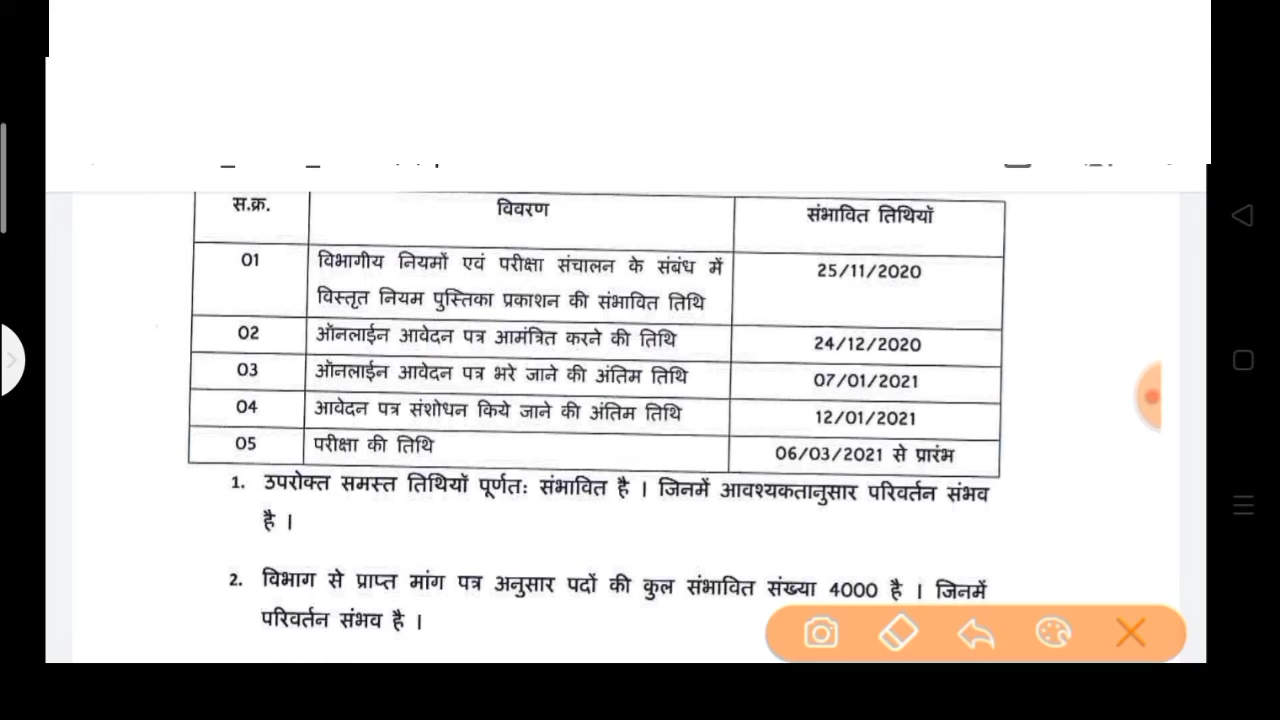 स.क्र. विवरण संभावित तिथियॉ
01 विभागीय नियमों एवं परीक्षा संचालन के संबंध में 25/11/2020
विस्तृत नियम पुस्तिका प्रकाशन की संभावित तिथि
02 ऑनलाईन आवेदन पत्र आमंत्रित करने की तिथि 24/12/2020
03 ऑनलाईन आवेदन पत्र भरे जाने की अंतिम तिथि 07/01/2021
04 आवेदन पत्र संशोधन किये जाने की अंतिम तिथि 12/01/2021
05 परीक्षा की तिथि 06/03/2021 से प्रारंभ
1. उपरोक्त समस्त तिथियॉ पूर्णतः संभावित है । जिनमें आवश्यकतानुसार परिवर्तन संभव
है ।
2. विभाग से प्राप्त मांग पत्र अनुसार पदों की कुल संभावित संख्या 4000 है । जिनमें
परिवर्तन संभव है ।